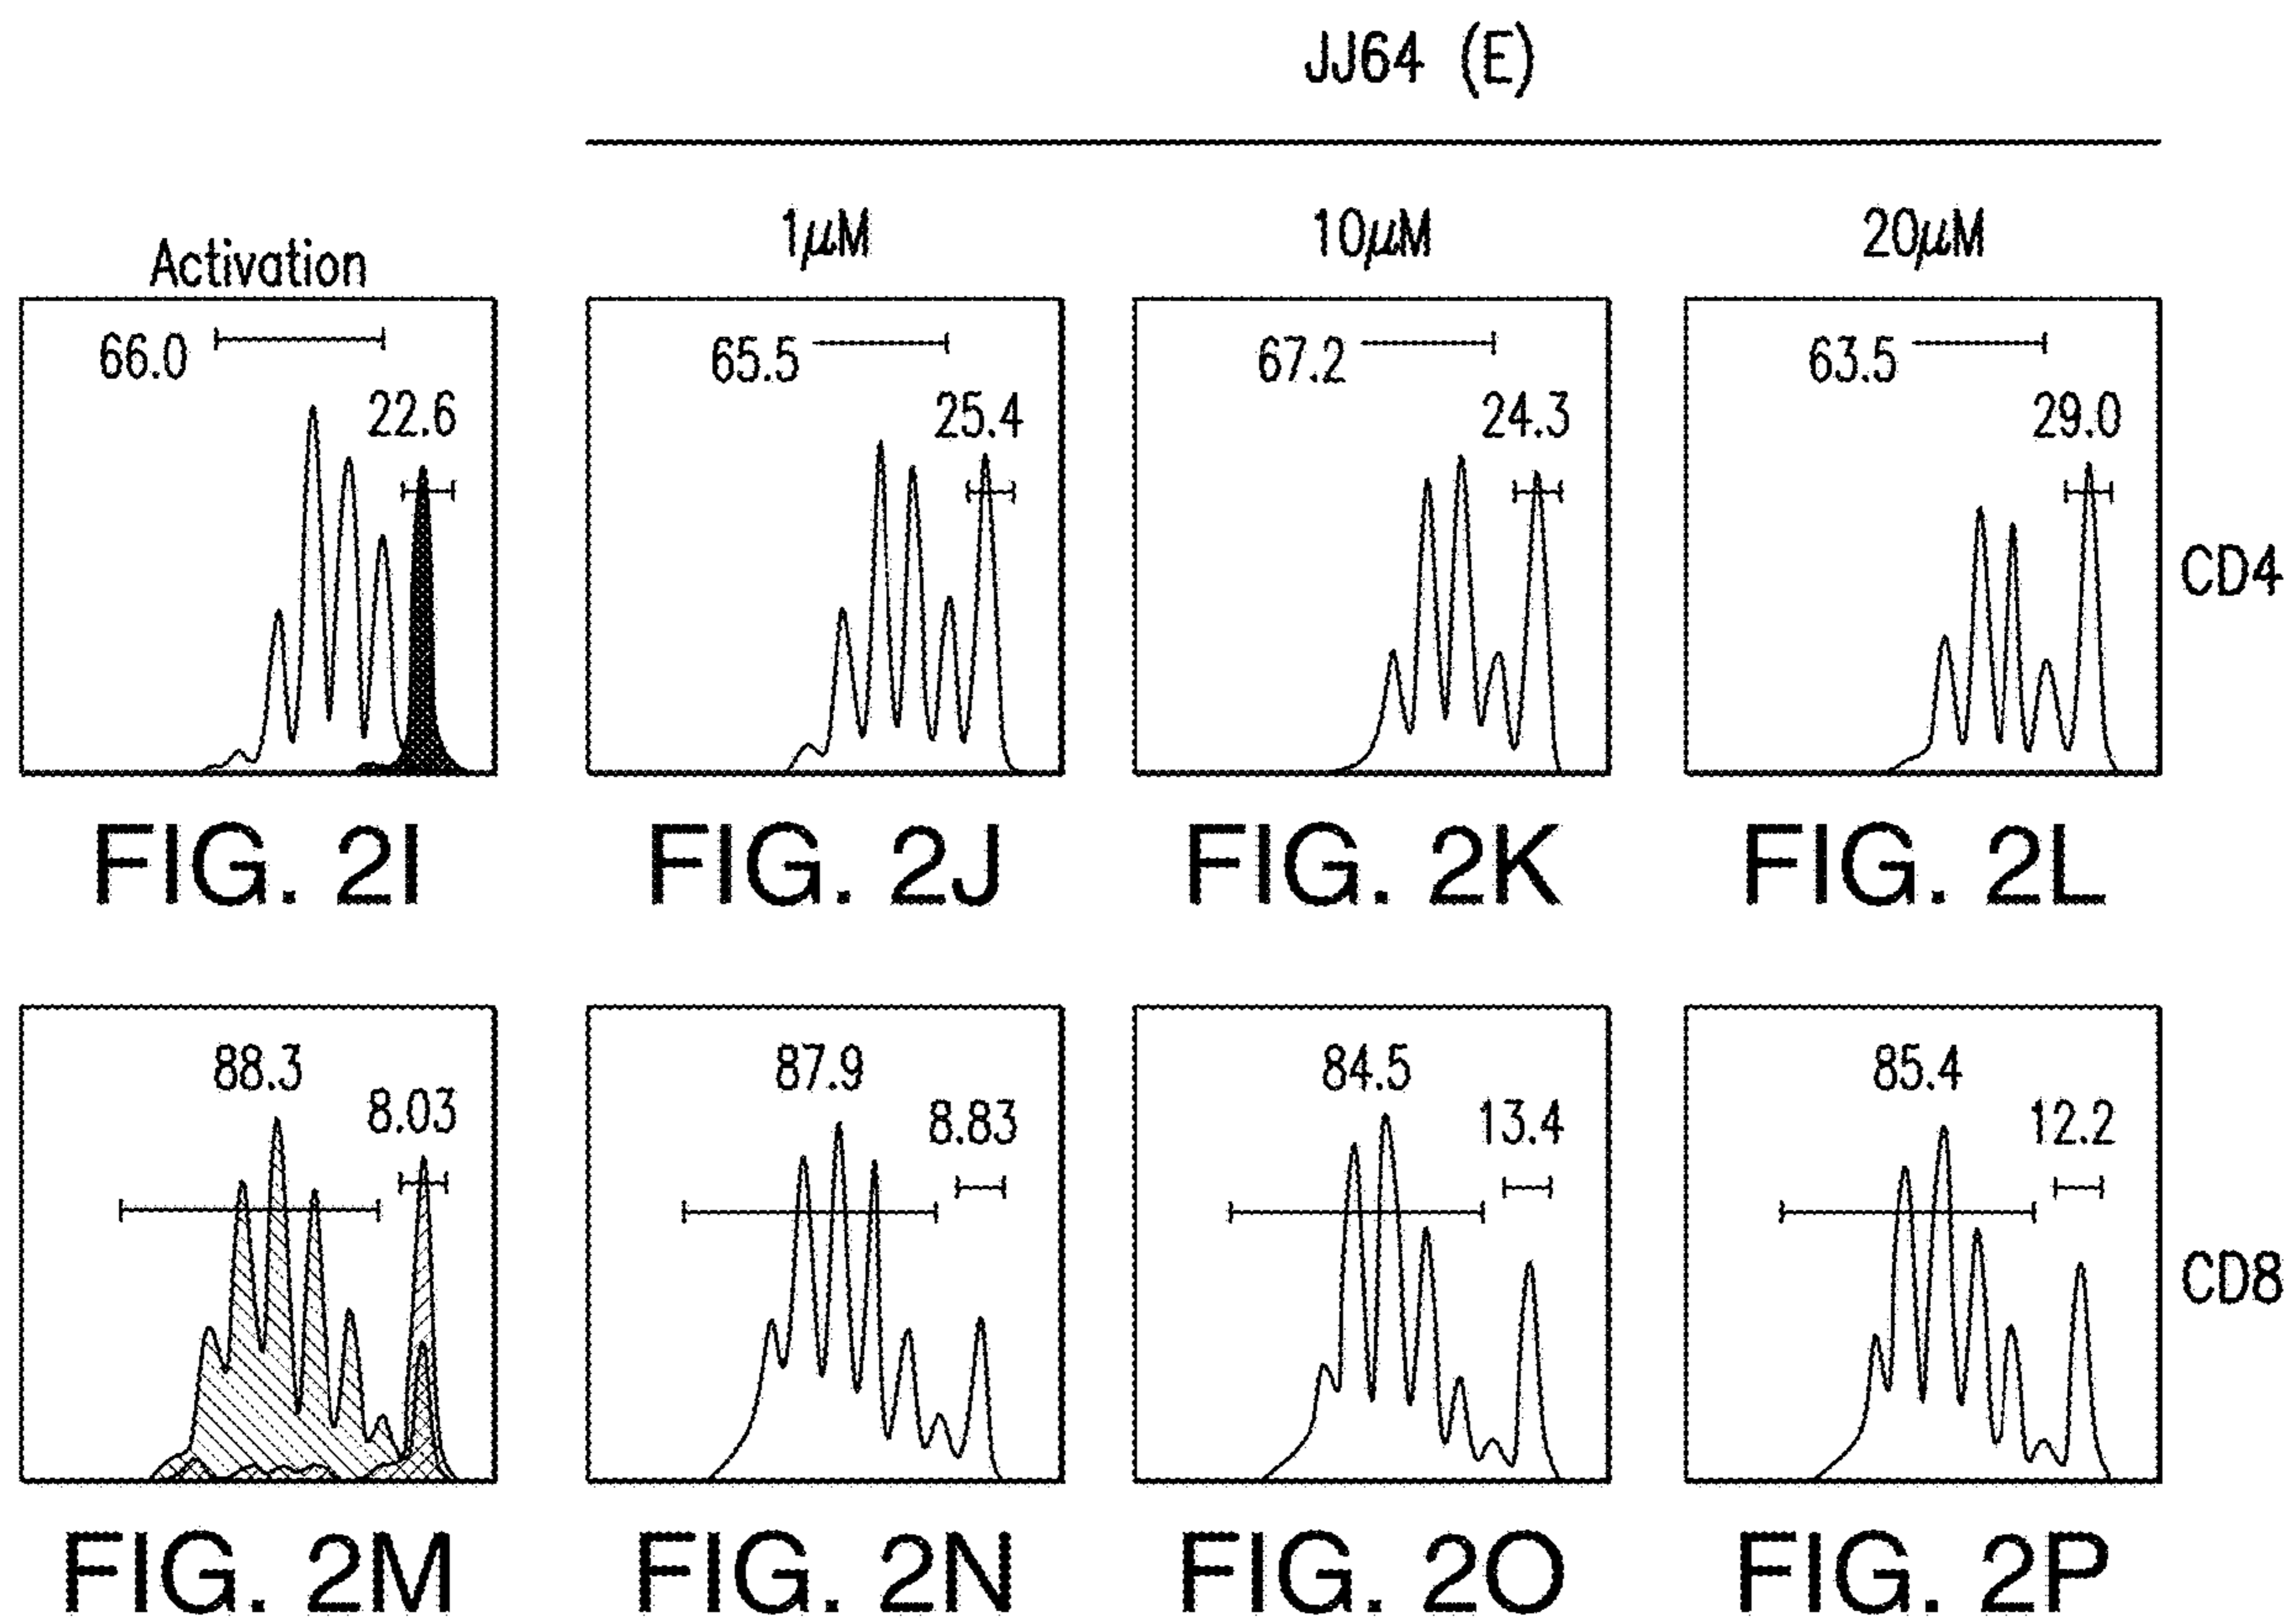 JJ64 (E)
Activation
1μM
10μM
20μM
66.0
22.6
65.5
25.4
67.2
24.3
63.5
29.0
CD4
FIG. 2I
FIG. 2J
FIG. 2K
FIG. 2L
88.3
8.03
87.9
8.83
84.5
13.4
85.4
12.2
CD8
FIG. 2M
FIG. 2N
FIG. 2O
FIG. 2P